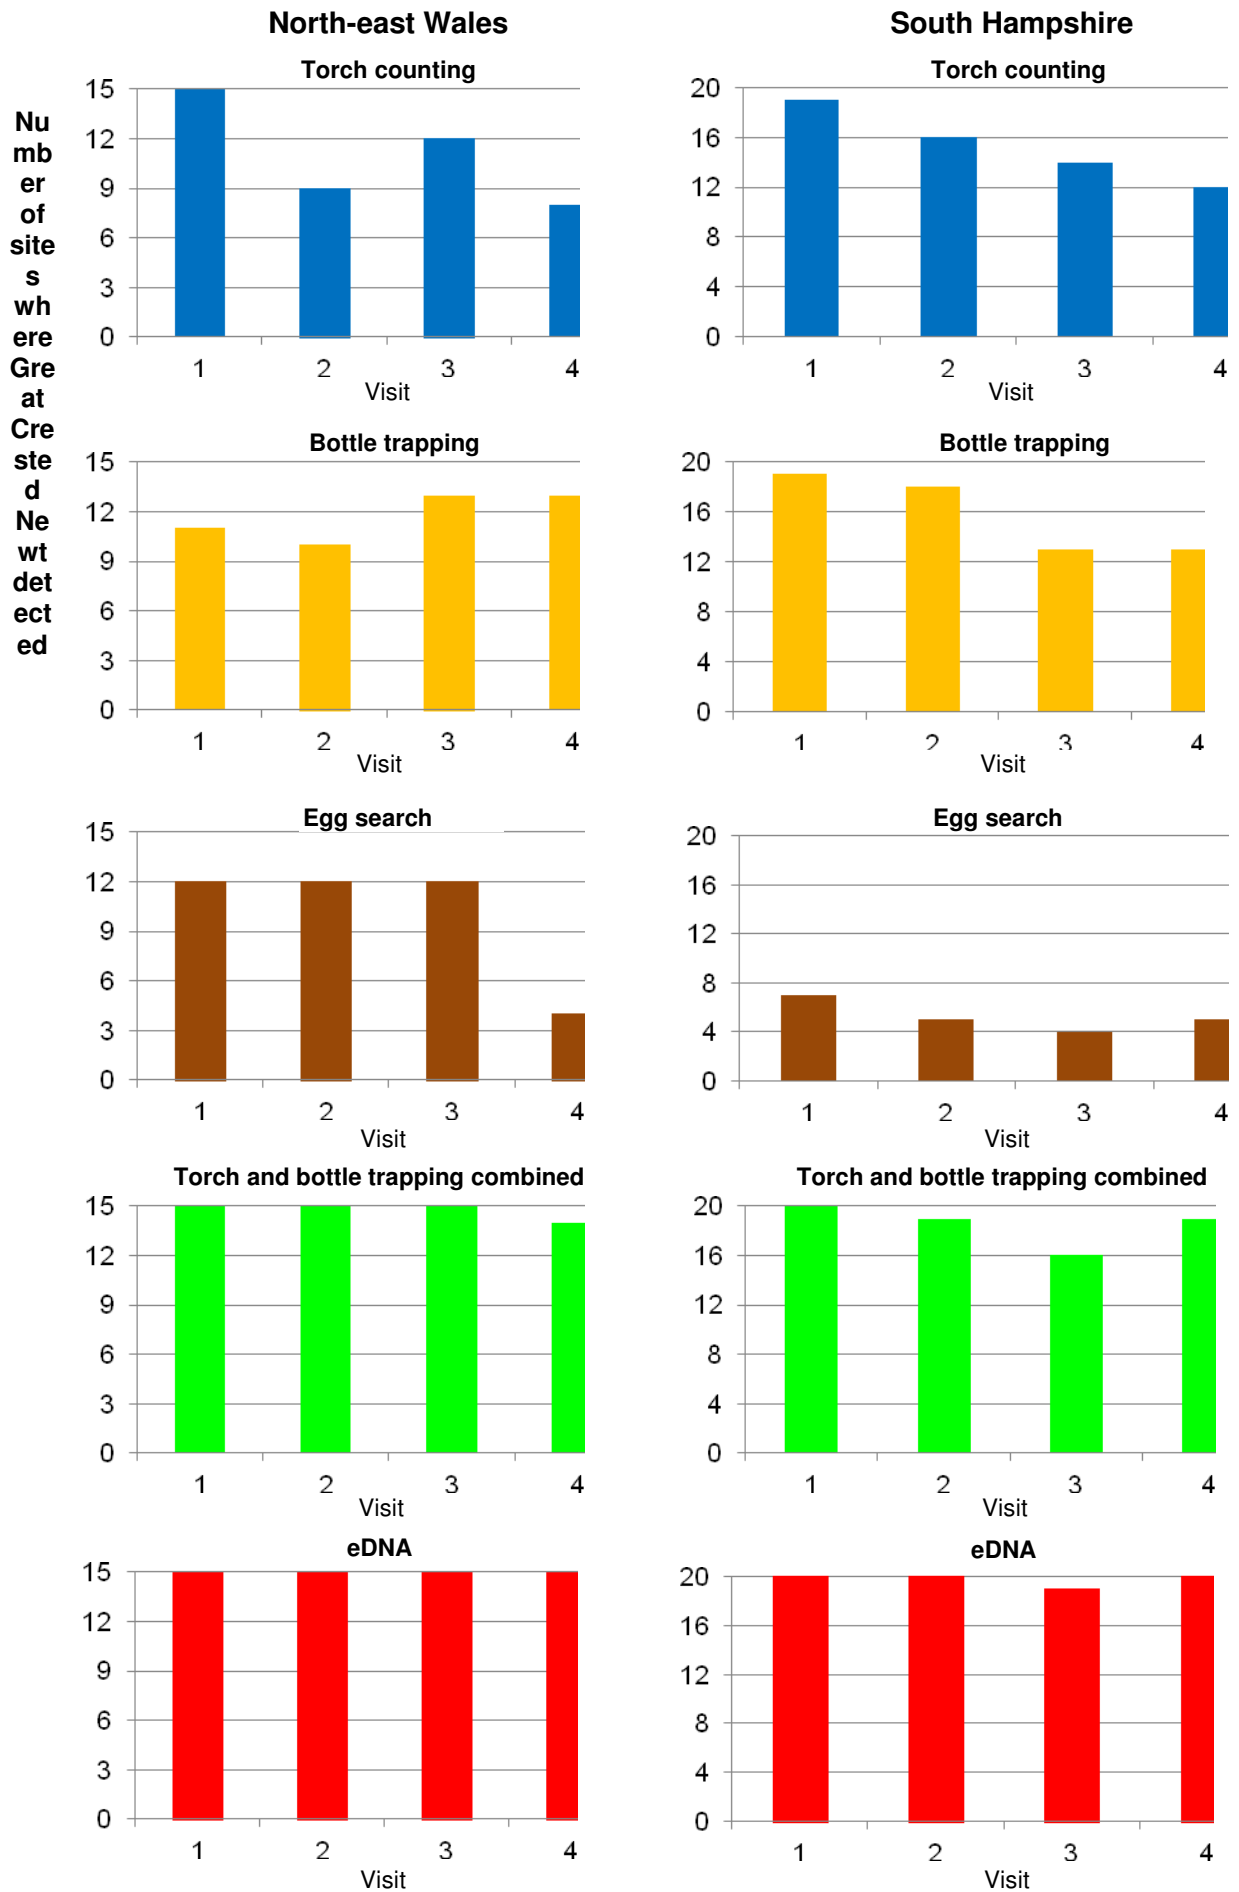 North-east Wales
South Hampshire
Nu
mb
er
of
site
s
wh
ere
Gre
at
Cre
ste
d
Ne
wt
det
ect
ed
Torch counting
15
12
9
6
3
0
1 2 3 4
Visit
Torch counting
20
16
12
8
4
0
1 2 3 4
Visit
Bottle trapping
15
12
9
6
3
0
1 2 3 4
Visit
Bottle trapping
20
16
12
8
4
0
1 2 3 4
Visit
Egg search
15
12
9
6
3
0
1 2 3 4
Visit
Egg search
20
16
12
8
4
0
1 2 3 4
Visit
Torch and bottle trapping combined
15
12
9
6
3
0
1 2 3 4
Visit
Torch and bottle trapping combined
20
16
12
8
4
0
1 2 3 4
Visit
eDNA
15
12
9
6
3
0
1 2 3 4
Visit
eDNA
20
16
12
8
4
0
1 2 3 4
Visit